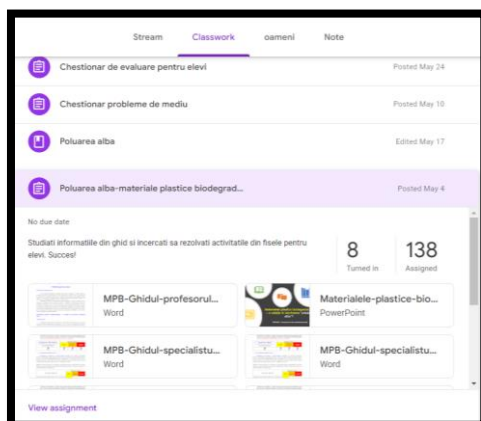 Stream Classwork oameni Note
Chestionar de evaluare pentru elevi Posted May 24
Chestionar probleme de mediu Posted May 10
Poluarea alba Edited May 17
Poluarea alba-materiale plastice biodegrad... Posted May 4
No due date
Studiati informatiile din ghid si incercati sa rezolvati activitatile din fisele pentru
elevi. Succes!
8 138
Turned in Assigned
MPB-Ghidul-profesorul... Materialele-plastice-bio...
Word PowerPoint
MPB-Ghidul-specialistu... MPB-Ghidul-specialistu...
Word Word
View assignment